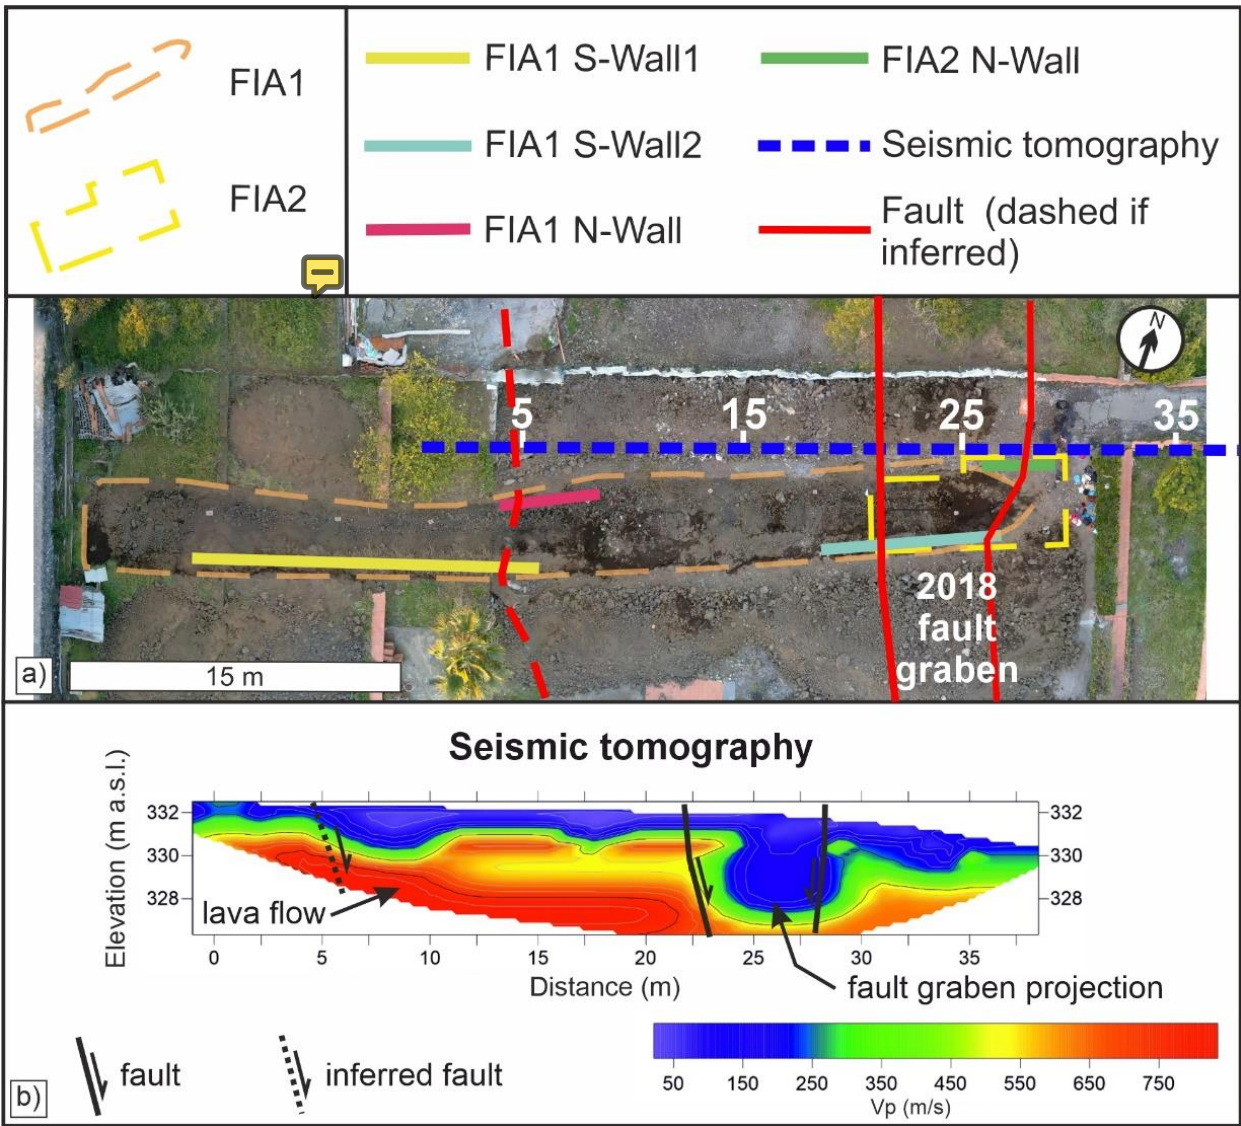 FIA1
FIA2
FIA1 S-Wall1
FIA1 S-Wall2
FIA1 N-Wall
FIA2 N-Wall
Seismic tomography
Fault (dashed if
inferred)
N
5 15 25 35
2018
fault
graben
15 m
a)
Seismic tomography
Elevation (m a.s.l.)
332 332
330 330
328 328
lava flow
0 5 10 15 20 25 30 35
Distance (m)
fault graben projection
fault
inferred fault
50 150 250 350 450 550 650 750
Vp (m/s)
b)